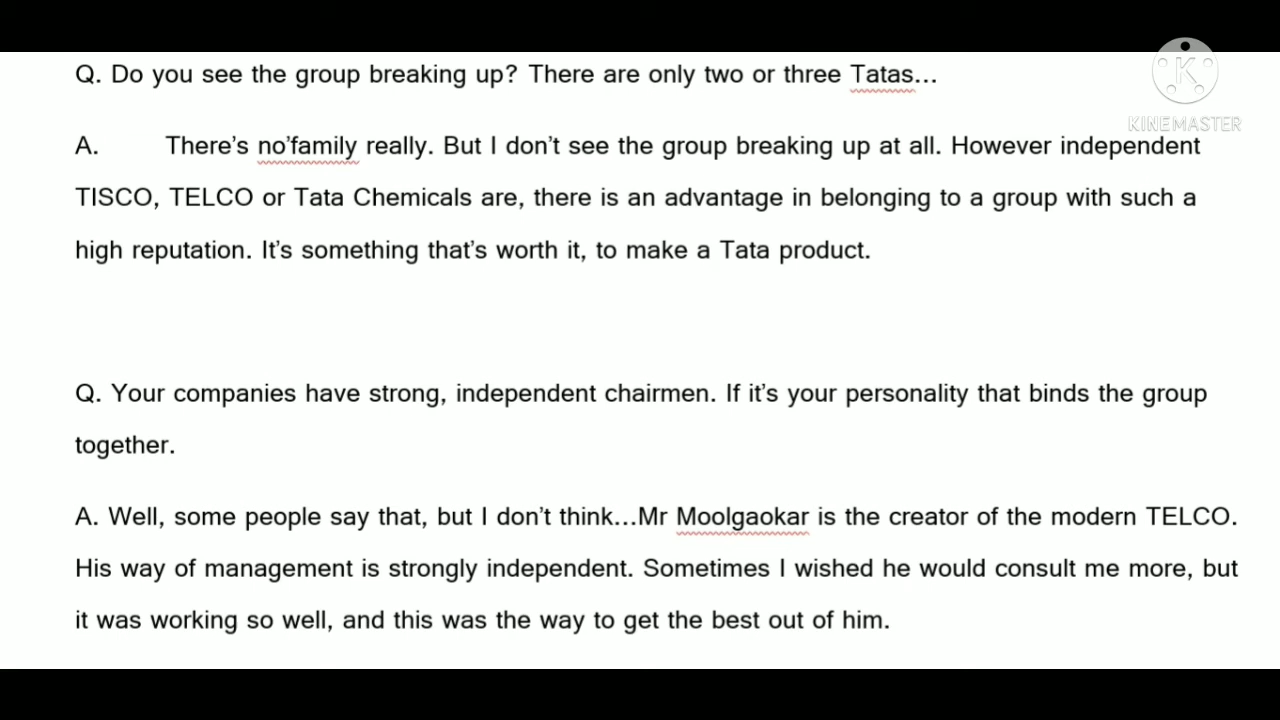 Q. Do you see the group breaking up? There are only two or three Tatas...
K
KINEMASTER
A. There's no'family really. But I don't see the group breaking up at all. However independent
TISCO, TELCO or Tata Chemicals are, there is an advantage in belonging to a group with such a
high reputation. It's something that's worth it, to make a Tata product.
Q. Your companies have strong, independent chairmen. If it's your personality that binds the group
together.
A. Well, some people say that, but I don't think...Mr Moolgaokar is the creator of the modern TELCO.
His way of management is strongly independent. Sometimes I wished he would consult me more, but
it was working so well, and this was the way to get the best out of him.